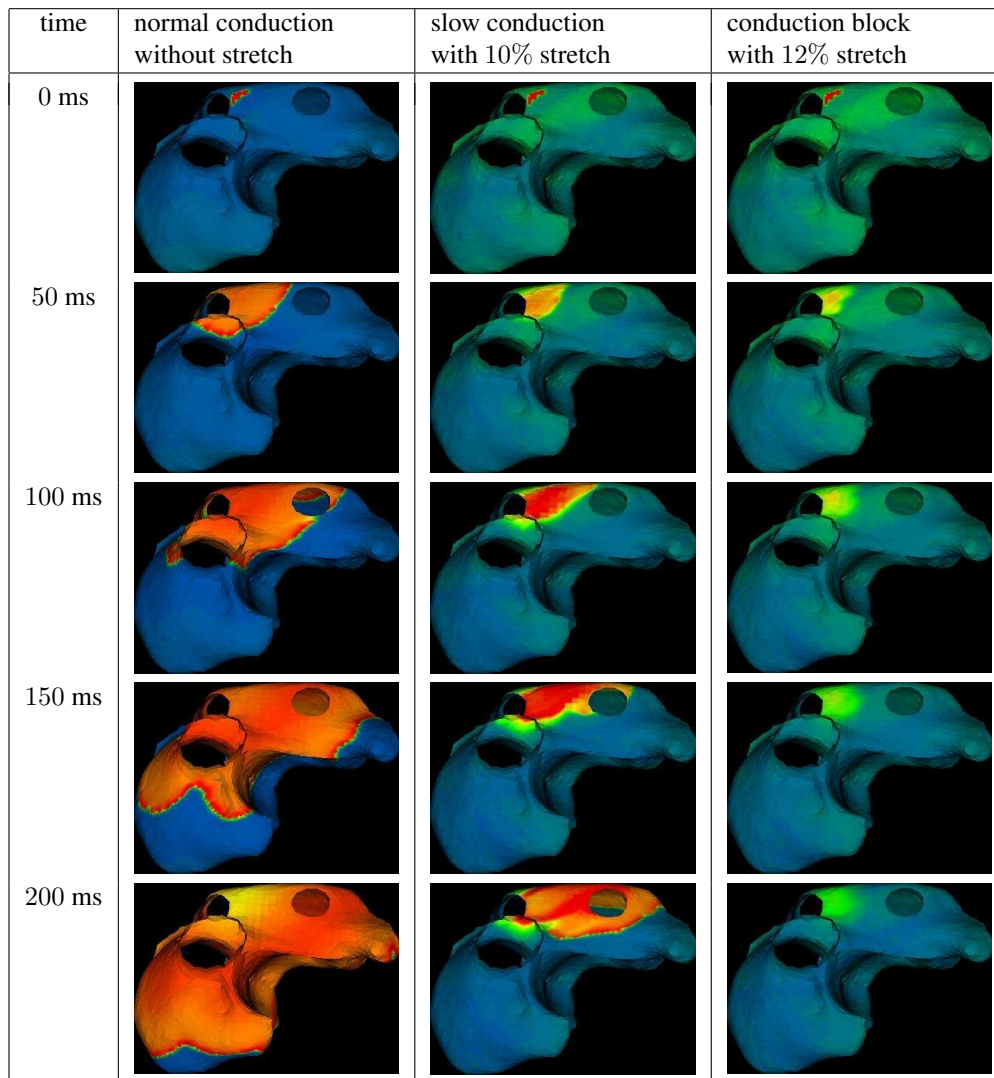 time
normal conduction
without stretch
slow conduction
with 10% stretch
conduction block
with 12% stretch
0 ms
50 ms
100 ms
150 ms
200 ms